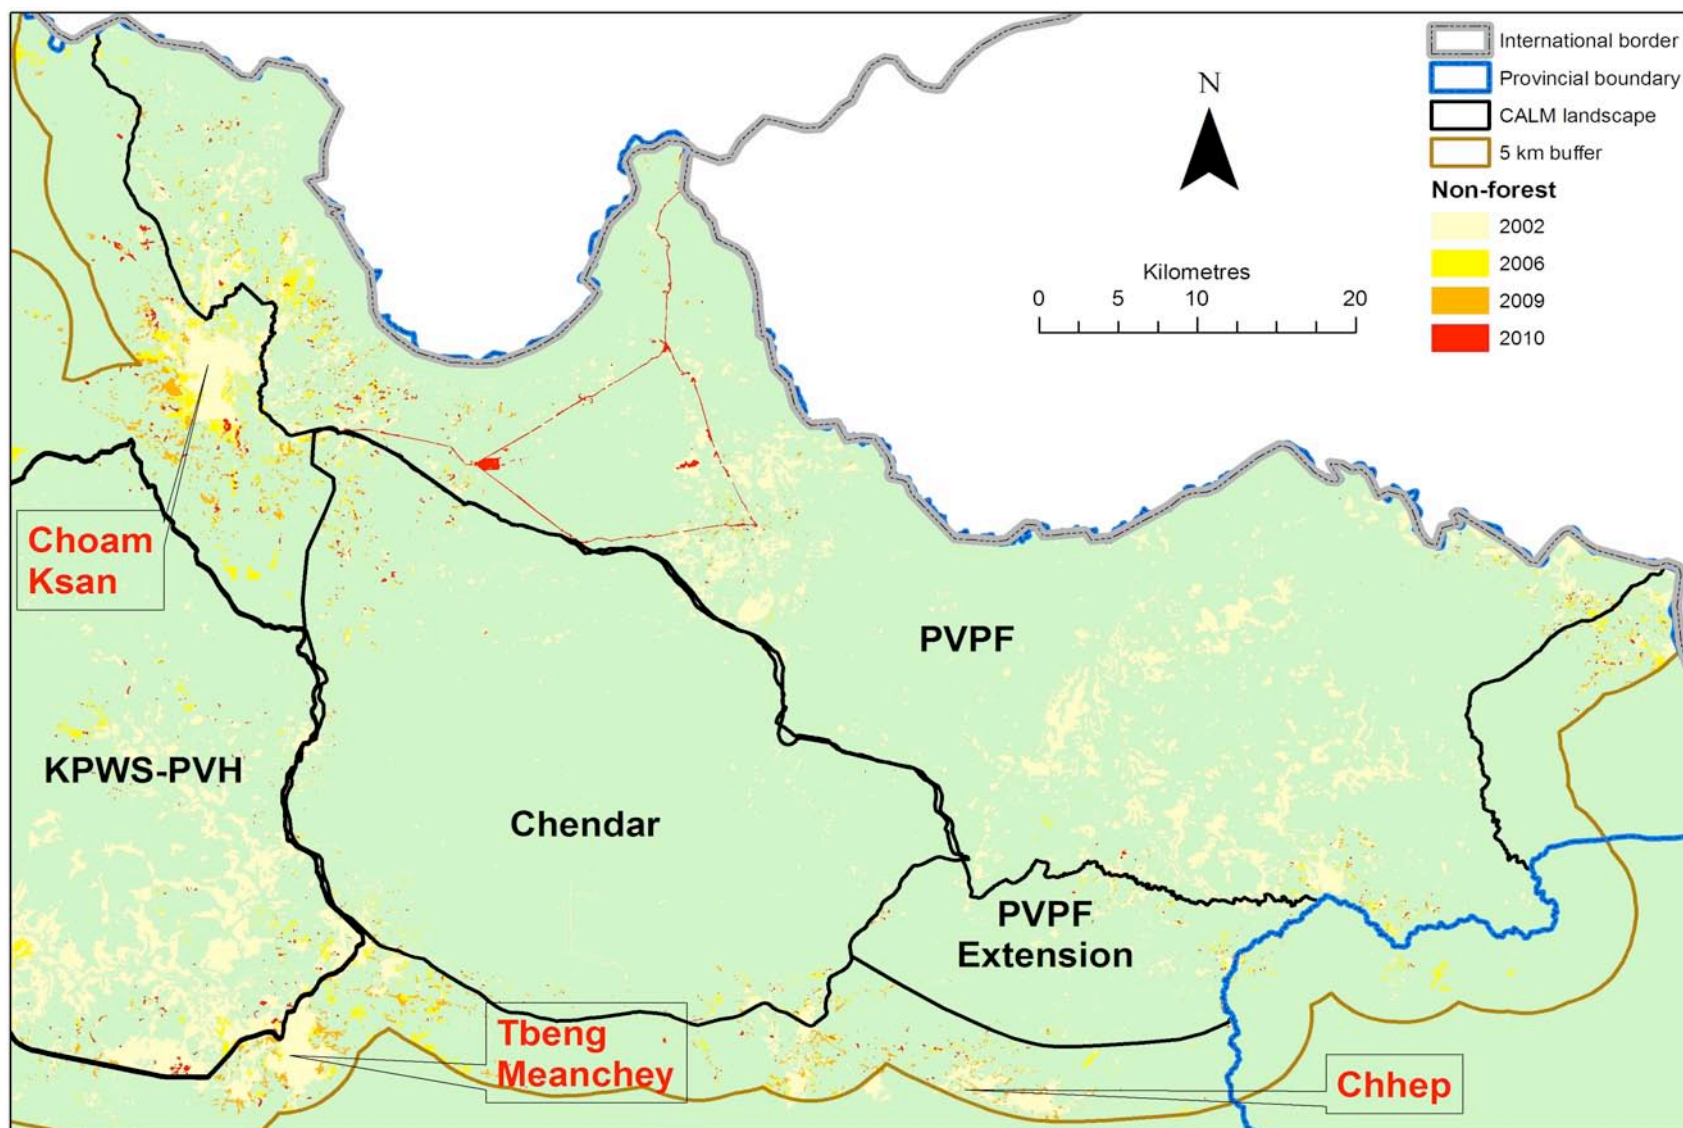 International border
Provincial boundary
CALM landscape
5 km buffer
Non-forest
2002
2006
2009
2010
N
Kilometres
0 5 10 20
Choam
Ksan
PVPF
KPWS-PVH
Chendar
PVPF
Extension
Tbeng
Meanchey
Chhep